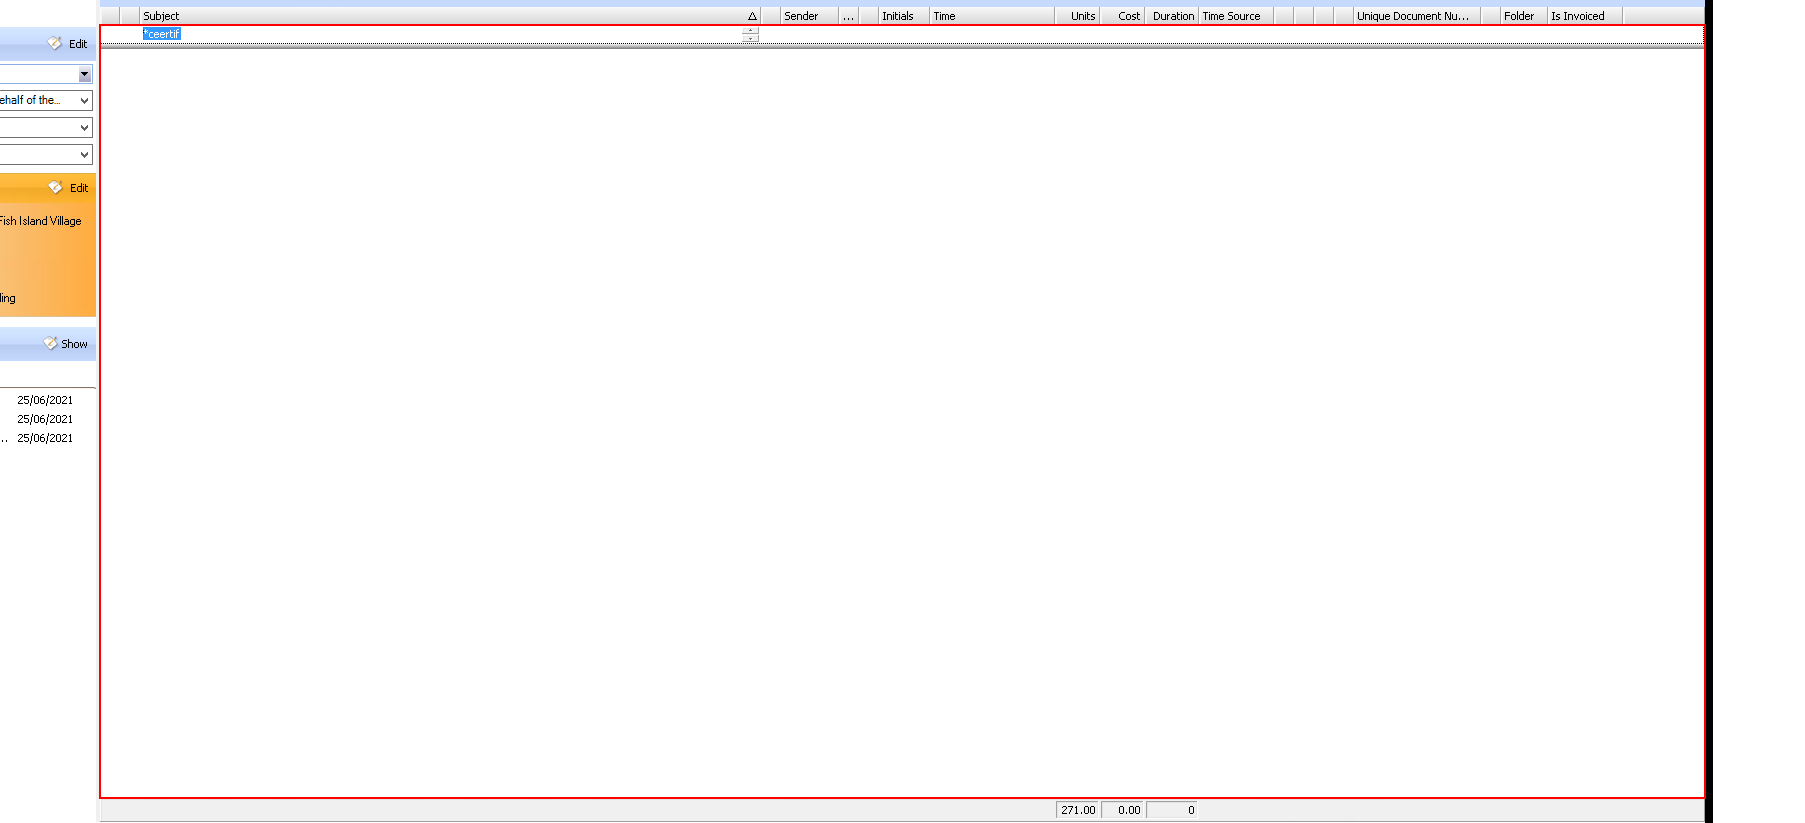 Subject Sender ... Initials Time Units Cost Duration Time Source Unique Document Nu... Folder Is Invoiced
*ceertif
Edit
ehalf of the...
Edit
Fish Island Village
ling
Show
25/06/2021
25/06/2021
... 25/06/2021
271.00 0.00 0